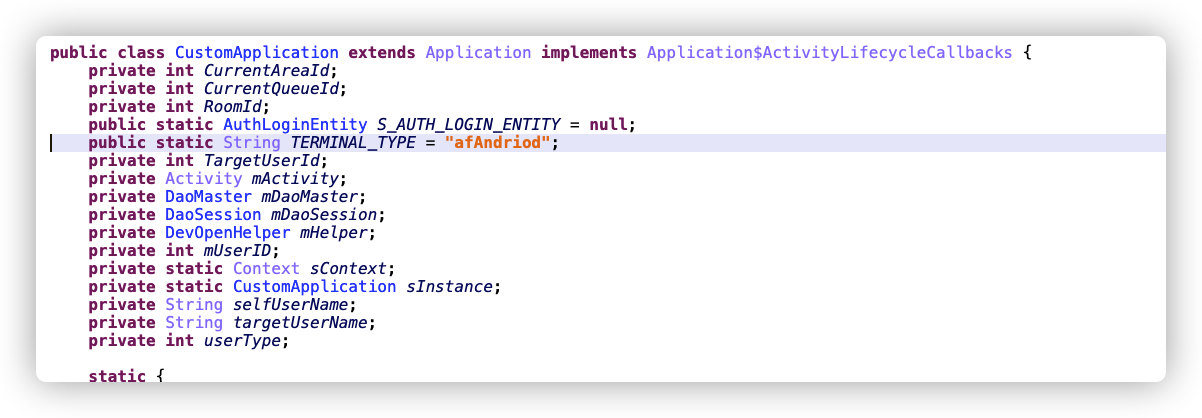 public class CustomApplication extends Application implements Application$ActivityLifecycleCallbacks {
    private int CurrentAreaId;
    private int CurrentQueueId;
    private int RoomId;
    public static AuthLoginEntity S_AUTH_LOGIN_ENTITY = null;
    public static String TERMINAL_TYPE = "afAndriod";
    private int TargetUserId;
    private Activity mActivity;
    private DaoMaster mDaoMaster;
    private DaoSession mDaoSession;
    private DevOpenHelper mHelper;
    private int mUserID;
    private static Context sContext;
    private static CustomApplication sInstance;
    private String selfUserName;
    private String targetUserName;
    private int userType;
    static {